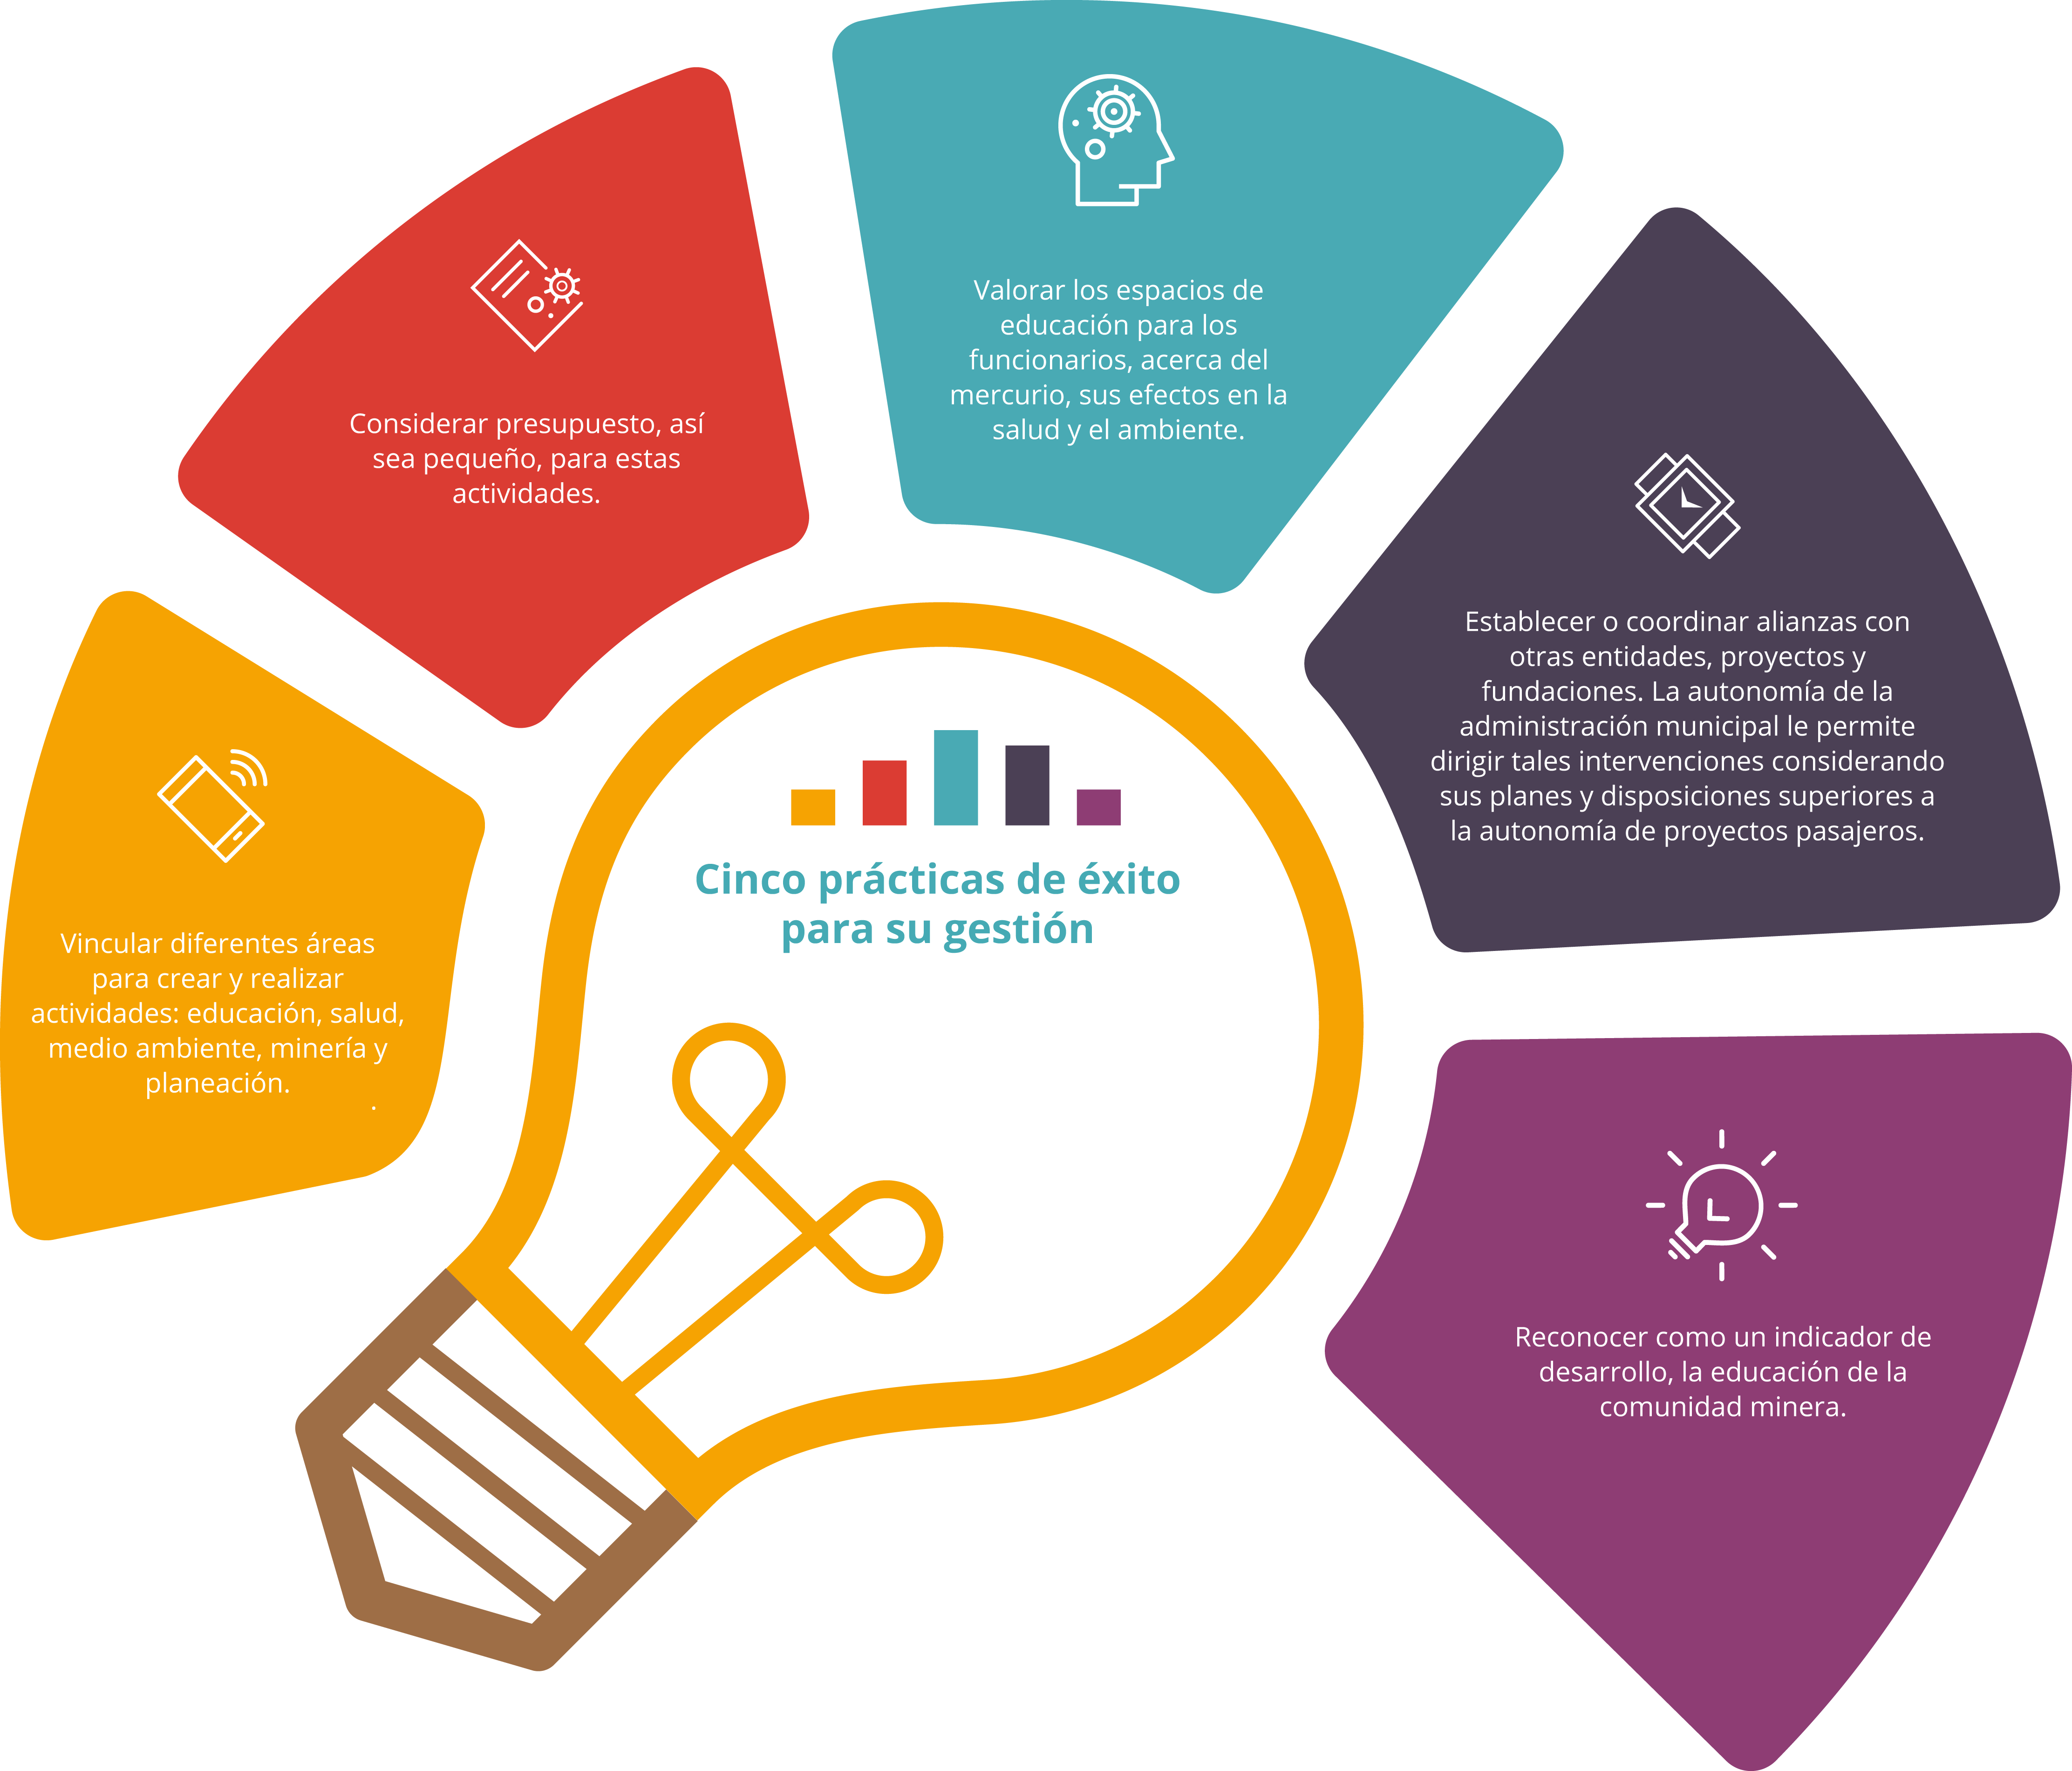 Vincular diferentes áreas
para crear y realizar
actividades: educación, salud,
medio ambiente, minería y
planeación.
.
Considerar presupuesto, así
sea pequeño, para estas
actividades.
Valorar los espacios de
educación para los
funcionarios, acerca del
mercurio, sus efectos en la
salud y el ambiente.
Establecer o coordinar alianzas con
otras entidades, proyectos y
fundaciones. La autonomía de la
administración municipal le permite
dirigir tales intervenciones considerando
sus planes y disposiciones superiores a
la autonomía de proyectos pasajeros.
Reconocer como un indicador de
desarrollo, la educación de la
comunidad minera.
Cinco prácticas de éxito
para su gestión